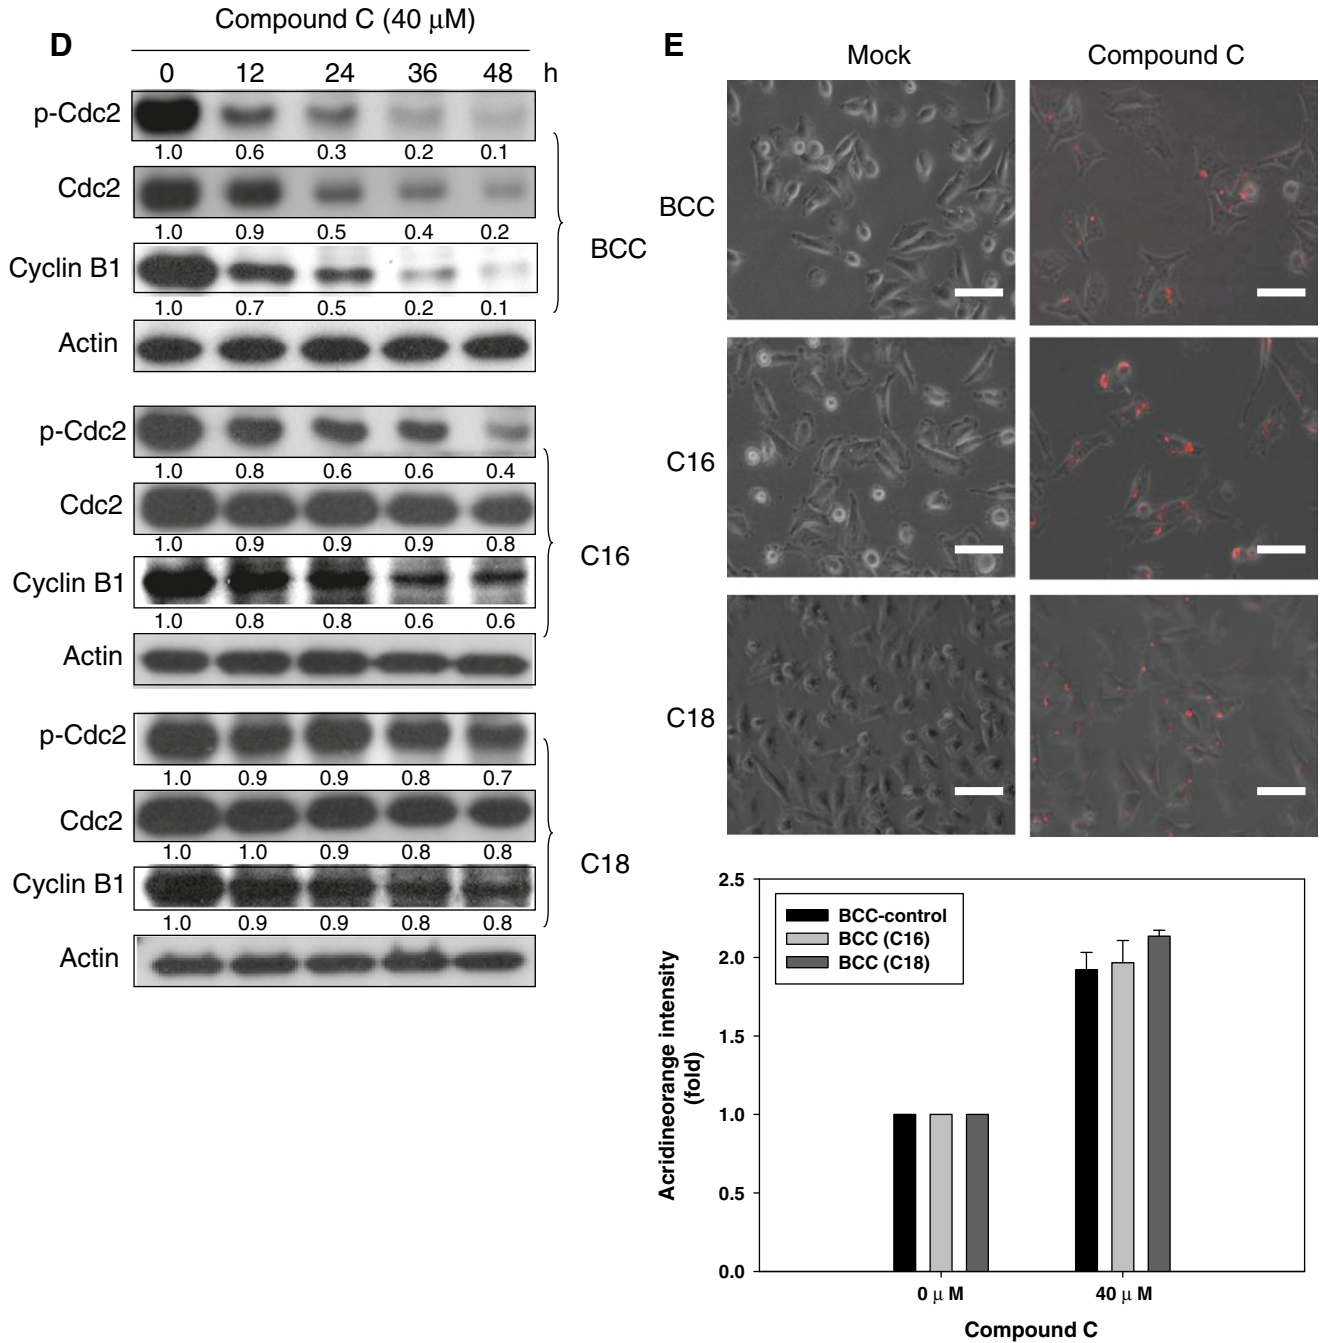 D
Compound C (40 μM)
0 12 24 36 48 h
p-Cdc2
1.0 0.6 0.3 0.2 0.1
Cdc2
1.0 0.9 0.5 0.4 0.2
Cyclin B1
1.0 0.7 0.5 0.2 0.1
Actin
BCC
p-Cdc2
1.0 0.8 0.6 0.6 0.4
Cdc2
1.0 0.9 0.9 0.9 0.8
Cyclin B1
1.0 0.8 0.8 0.6 0.6
Actin
C16
p-Cdc2
1.0 0.9 0.9 0.8 0.7
Cdc2
1.0 1.0 0.9 0.8 0.8
Cyclin B1
1.0 0.9 0.9 0.8 0.8
Actin
C18
E
Mock Compound C
BCC
C16
C18
2.5
2.0
1.5
1.0
0.5
0.0
Acridineorange intensity
(fold)
BCC-control
BCC (C16)
BCC (C18)
0 μ M 40 μ M
Compound C